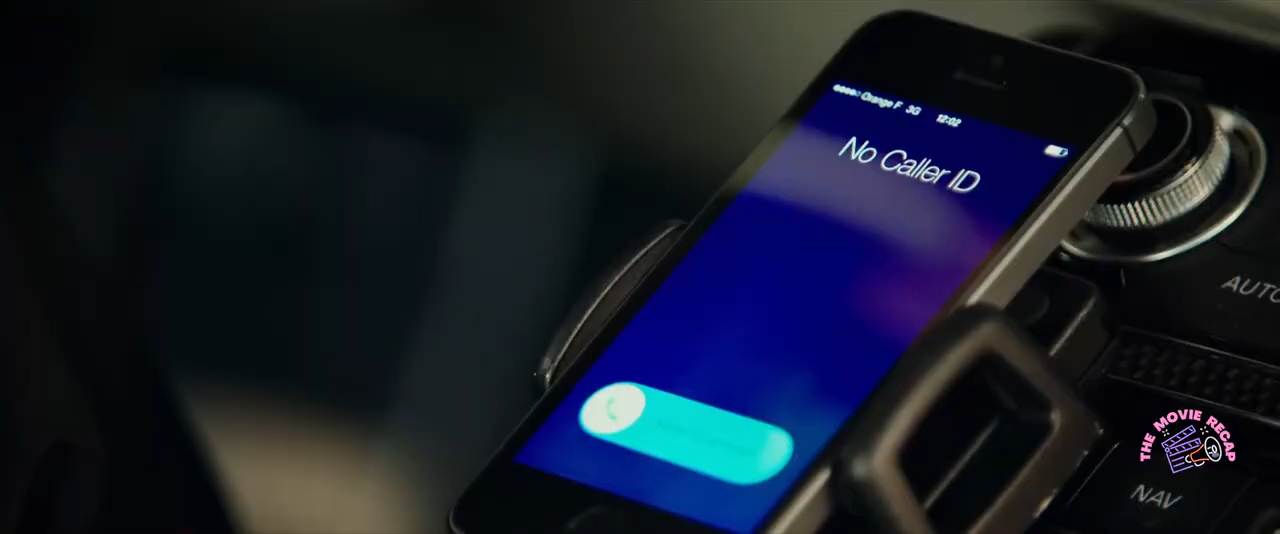 Orange F 3G 12:02
No Caller ID
AUTO
THE MOVIE RECAP
NAV